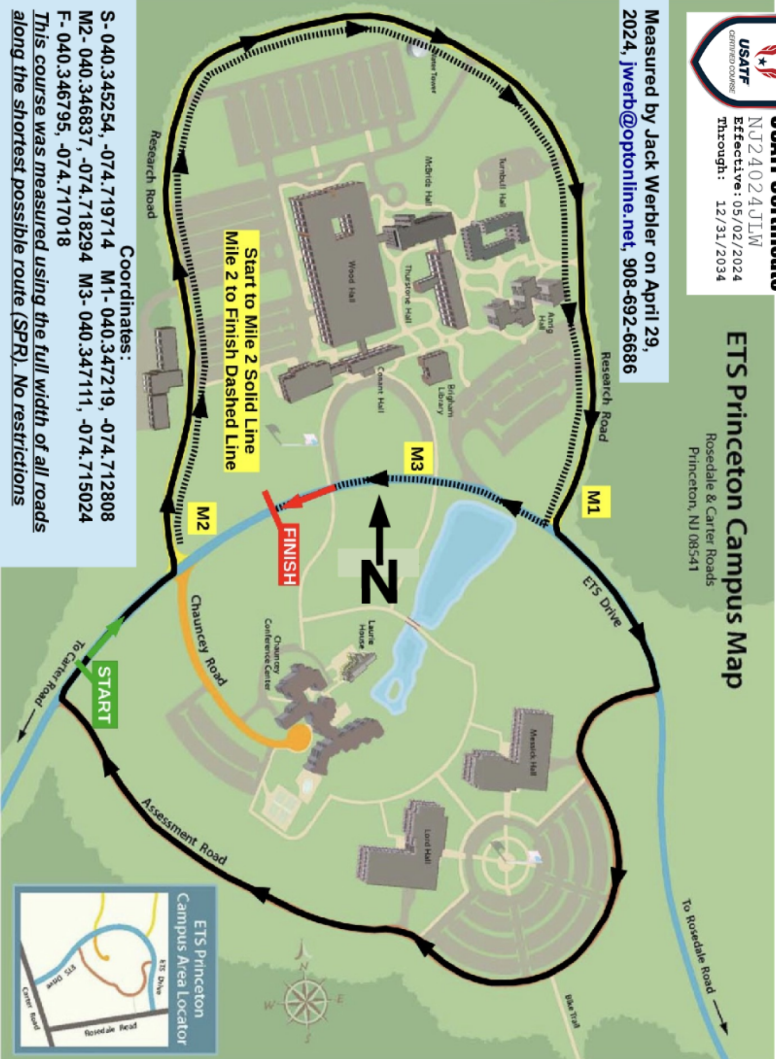 USATF
CERTIFIED COURSE
NJ24024JLW
Effective: 05/02/2024
Through: 12/31/2034
ETS Princeton Campus Map
Rosedale & Carter Roads
Princeton, NJ 08541
Measured by Jack Werbler on April 29,
2024, jwerb@optonline.net, 908-692-6686
Research Road
M1
ETS Drive
To Rosedale Road
Tower
Turnbull Hall
McBride Hall
Thurstone Hall
Anrig
Hall
Wood Hall
Conant Hall
Brigham
Library
M3
N
Start to Mile 2 Solid Line
Mile 2 to Finish Dashed Line
FINISH
Laurie
House
Chauncey
Conference Center
Messick Hall
Lord Hall
Bike Trail
Research Road
M2
Chauncey Road
START
To Carter Road
Assessment Road
N
E
S
W
Coordinates:
S- 040.345254, -074.719714 M1- 040.347219, -074.712808
M2- 040.346837, -074.718294 M3- 040.347111, -074.715024
F- 040.346795, -074.717018
This course was measured using the full width of all roads
along the shortest possible route (SPR). No restrictions
ETS Princeton
Campus Area Locator
ETS Drive
ETS Drive
Carter Road
Rosedale Road